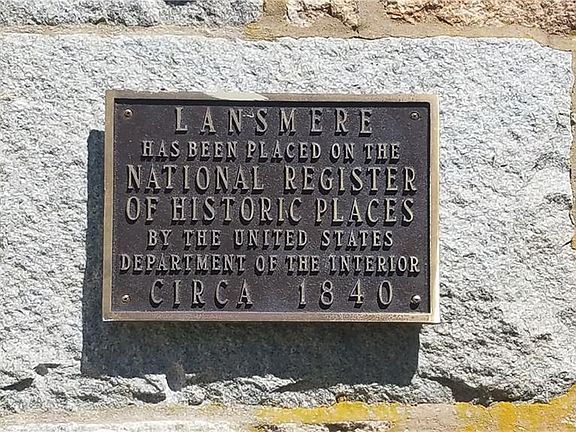 LANSMERE
HAS BEEN PLACED ON THE
NATIONAL REGISTER
OF HISTORIC PLACES
BY THE UNITED STATES
DEPARTMENT OF THE INTERIOR
CIRCA 1840